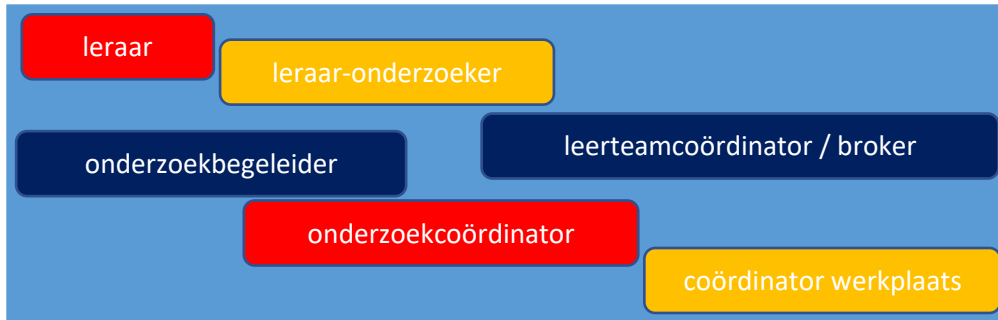 leraar
leraar-onderzoeker
leerteamcoördinator / broker
onderzoekbegeleider
onderzoekcoördinator
coördinator werkplaats